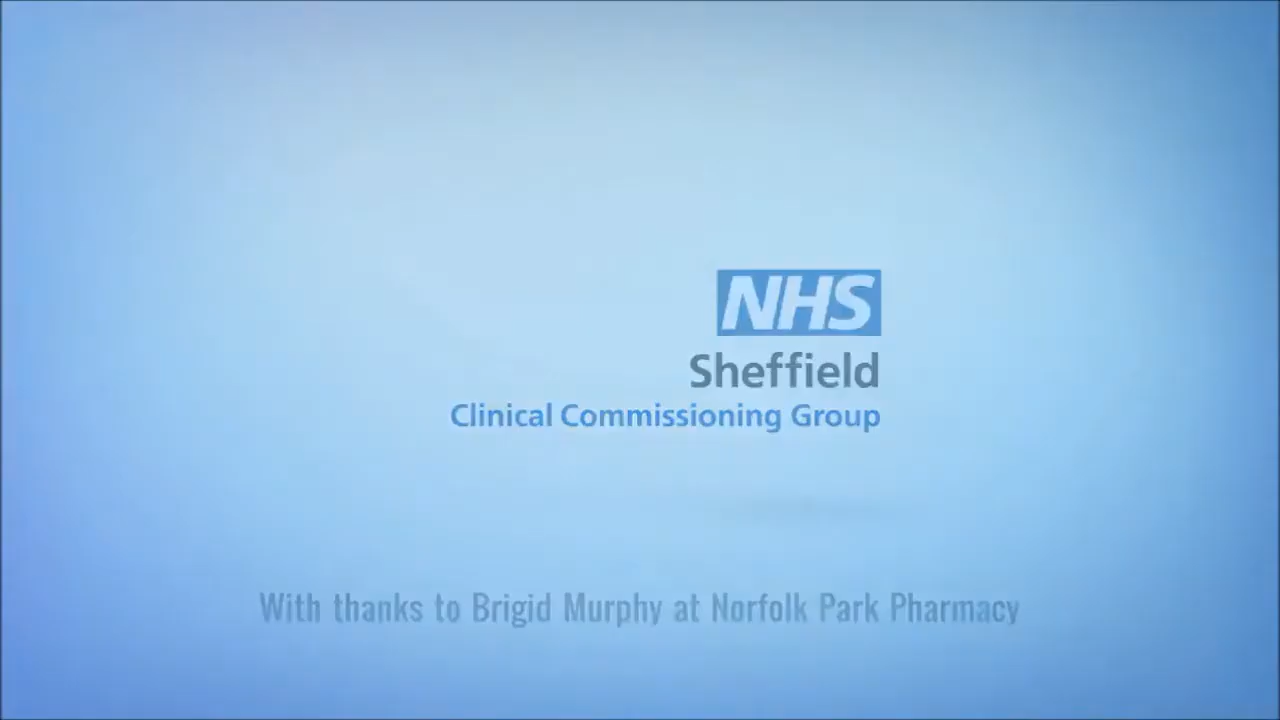 NHS
Sheffield
Clinical Commissioning Group
With thanks to Brigid Murphy at Norfolk Park Pharmacy